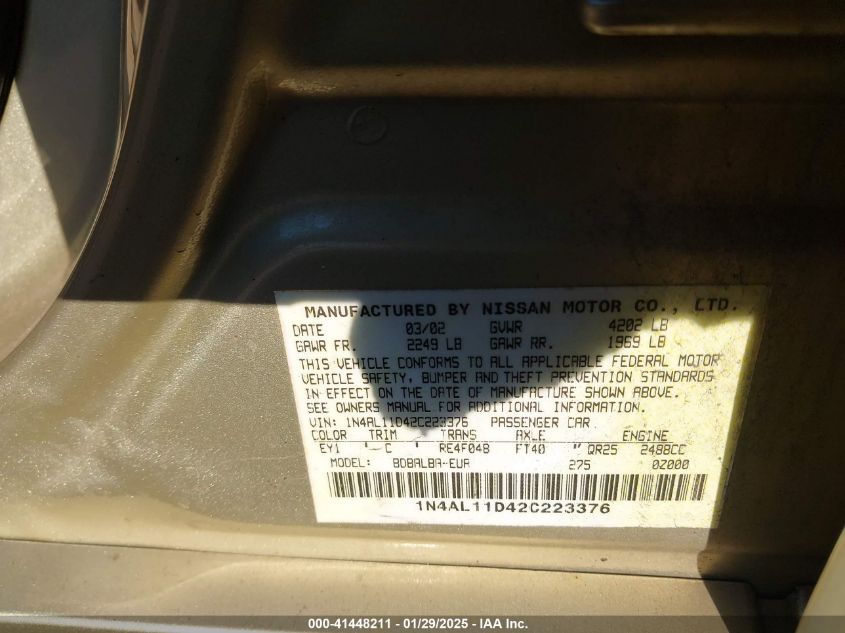 MANUFACTURED BY NISSAN MOTOR CO., LTD.
DATE 03/02 GVWR 4202 LB
GAWR FR. 2249 LB GAWR RR. 1969 LB
THIS VEHICLE CONFORMS TO ALL APPLICABLE FEDERAL MOTOR
VEHICLE SAFETY, BUMPER AND THEFT PREVENTION STANDARDS
IN EFFECT ON THE DATE OF MANUFACTURE SHOWN ABOVE.
SEE OWNERS MANUAL FOR ADDITIONAL INFORMATION.
VIN: 1N4AL11D42C223376 PASSENGER CAR
COLOR TRIM TRANS AXLE ENGINE
EY1 C RE4F04B FT40 QR25 2488CC
MODEL: BDBALBA-EUA 275 0Z000
1N4AL11D42C223376
000-41448211 - 01/29/2025 - IAA Inc.